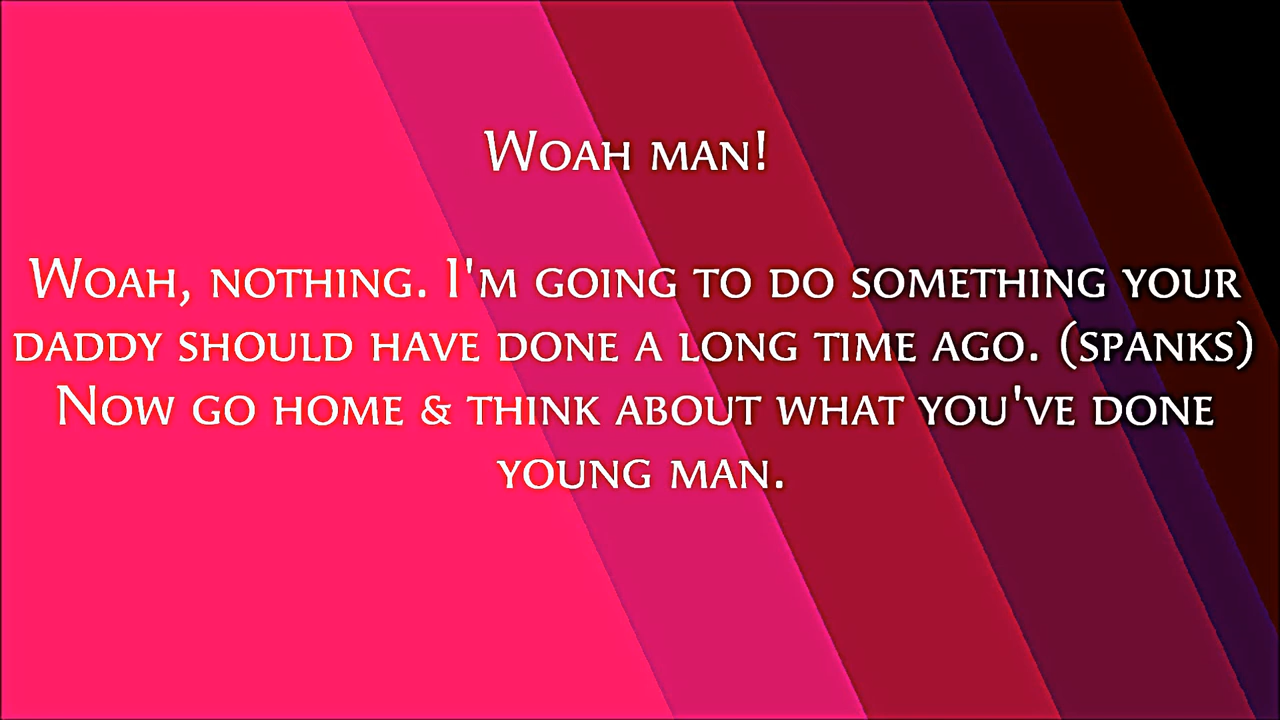 Woah man!
Woah, nothing. I'm going to do something your
daddy should have done a long time ago. (spanks)
Now go home & think about what you've done
young man.